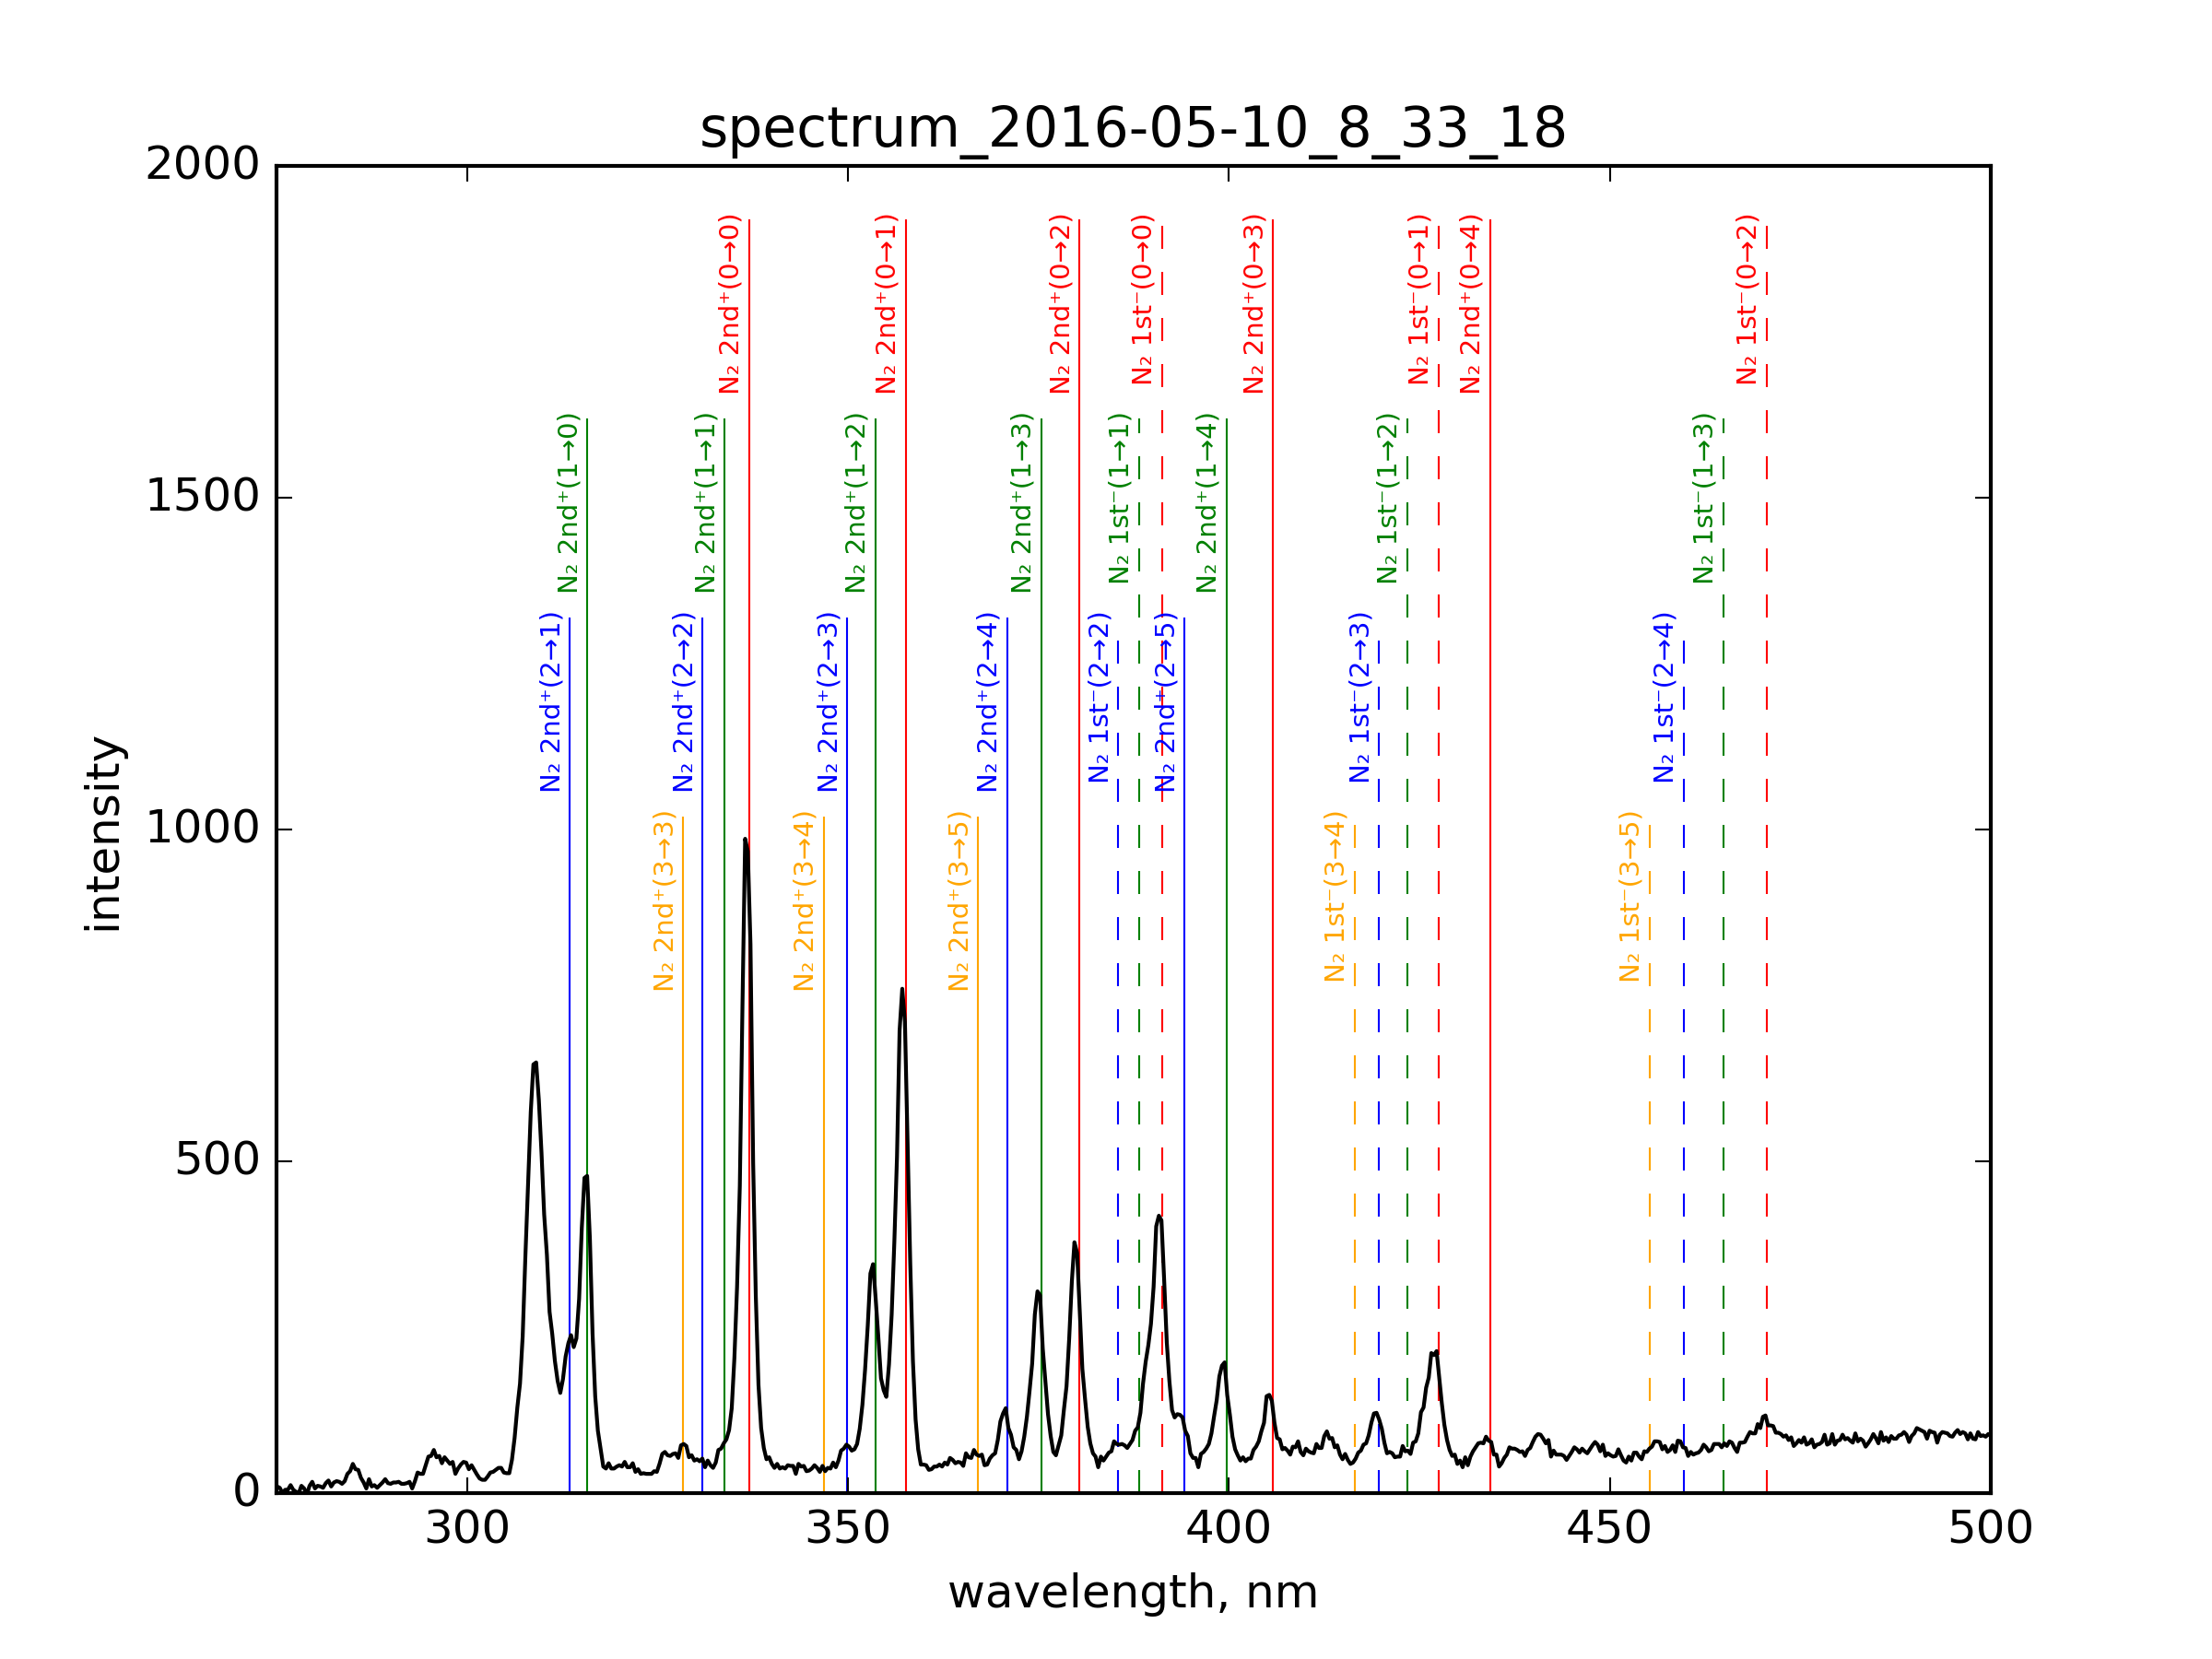 spectrum_2016-05-10_8_33_18
2000
1500
1000
500
0
intensity
N₂ 2nd⁺(0→0)
N₂ 2nd⁺(0→1)
N₂ 2nd⁺(0→2)
N₂ 1st⁻(0→0)
N₂ 2nd⁺(0→3)
N₂ 1st⁻(0→1)
N₂ 2nd⁺(0→4)
N₂ 1st⁻(0→2)
N₂ 2nd⁺(1→0)
N₂ 2nd⁺(1→1)
N₂ 2nd⁺(1→2)
N₂ 2nd⁺(1→3)
N₂ 1st⁻(1→1)
N₂ 2nd⁺(1→4)
N₂ 1st⁻(1→2)
N₂ 1st⁻(1→3)
N₂ 2nd⁺(2→1)
N₂ 2nd⁺(2→2)
N₂ 2nd⁺(2→3)
N₂ 2nd⁺(2→4)
N₂ 1st⁻(2→2)
N₂ 2nd⁺(2→5)
N₂ 1st⁻(2→3)
N₂ 1st⁻(2→4)
N₂ 2nd⁺(3→3)
N₂ 2nd⁺(3→4)
N₂ 2nd⁺(3→5)
N₂ 1st⁻(3→4)
N₂ 1st⁻(3→5)
300 350 400 450 500
wavelength, nm